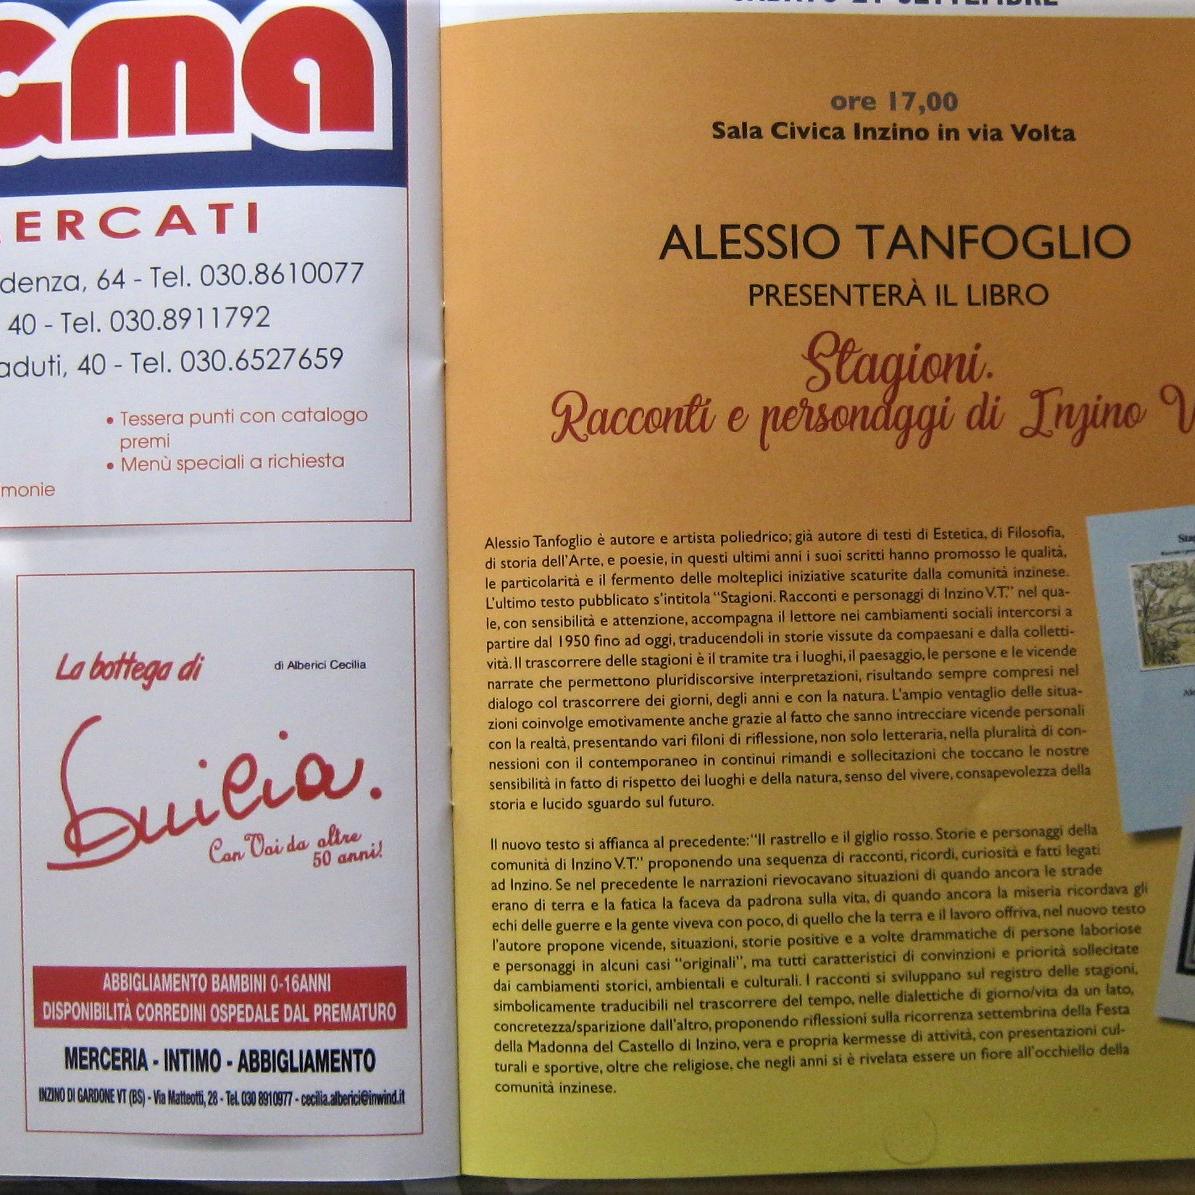 GMA
ERCATI
denza, 64 - Tel. 030.8610077
40 - Tel. 030.8911792
aduti, 40 - Tel. 030.6527659
• Tessera punti con catalogo
premi
• Menù speciali a richiesta
monie
La bottega di
di Alberici Cecilia
Con Voi da oltre
50 anni!
ABBIGLIAMENTO BAMBINI 0-16ANNI
DISPONIBILITÀ CORREDINI OSPEDALE DAL PREMATURO
MERCERIA - INTIMO - ABBIGLIAMENTO
INZINO DI GARDONE VT (BS) - Via Matteotti, 28 - Tel. 030 8910977 - cecilia.alberici@inwind.it
SABATO 21 SETTEMBRE
ore 17,00
Sala Civica Inzino in via Volta
ALESSIO TANFOGLIO
PRESENTERÀ IL LIBRO
Stagioni.
Racconti e personaggi di Inzino V
Alessio Tanfoglio è autore e artista poliedrico; già autore di testi di Estetica, di Filosofia,
di storia dell'Arte, e poesie, in questi ultimi anni i suoi scritti hanno promosso le qualità,
le particolarità e il fermento delle molteplici iniziative scaturite dalla comunità inzinese.
L'ultimo testo pubblicato s'intitola "Stagioni. Racconti e personaggi di Inzino V.T." nel qua-
le, con sensibilità e attenzione, accompagna il lettore nei cambiamenti sociali intercorsi a
partire dal 1950 fino ad oggi, traducendoli in storie vissute da compaesani e dalla colletti-
vità. Il trascorrere delle stagioni è il tramite tra i luoghi, il paesaggio, le persone e le vicende
narrate che permettono pluridiscorsive interpretazioni, risultando sempre compresi nel
dialogo col trascorrere dei giorni, degli anni e con la natura. L'ampio ventaglio delle situa-
zioni coinvolge emotivamente anche grazie al fatto che sanno intrecciare vicende personali
con la realtà, presentando vari filoni di riflessione, non solo letteraria, nella pluralità di con-
nessioni con il contemporaneo in continui rimandi e sollecitazioni che toccano le nostre
sensibilità in fatto di rispetto dei luoghi e della natura, senso del vivere, consapevolezza della
storia e lucido sguardo sul futuro.
Il nuovo testo si affianca al precedente: "Il rastrello e il giglio rosso. Storie e personaggi della
comunità di Inzino V.T." proponendo una sequenza di racconti, ricordi, curiosità e fatti legati
ad Inzino. Se nel precedente le narrazioni rievocavano situazioni di quando ancora le strade
erano di terra e la fatica la faceva da padrona sulla vita, di quando ancora la miseria ricordava gli
echi delle guerre e la gente viveva con poco, di quello che la terra e il lavoro offriva, nel nuovo testo
l'autore propone vicende, situazioni, storie positive e a volte drammatiche di persone laboriose
e personaggi in alcuni casi "originali", ma tutti caratteristici di convinzioni e priorità sollecitate
dai cambiamenti storici, ambientali e culturali. I racconti si sviluppano sul registro delle stagioni,
simbolicamente traducibili nel trascorrere del tempo, nelle dialettiche di giorno/vita da un lato,
concretezza/sparizione dall'altro, proponendo riflessioni sulla ricorrenza settembrina della Festa
della Madonna del Castello di Inzino, vera e propria kermesse di attività, con presentazioni cul-
turali e sportive, oltre che religiose, che negli anni si è rivelata essere un fiore all'occhiello della
comunità inzinese.